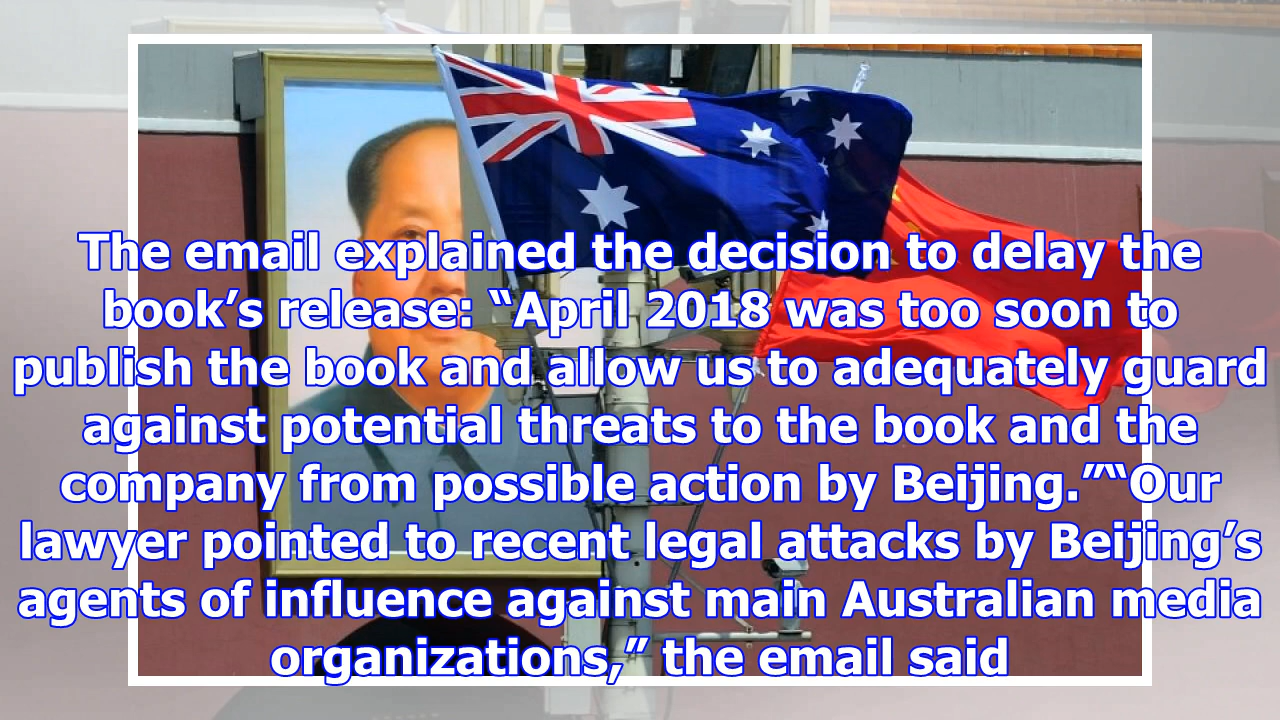 The email explained the decision to delay the
book’s release: “April 2018 was too soon to
publish the book and allow us to adequately guard
against potential threats to the book and the
company from possible action by Beijing.”“Our
lawyer pointed to recent legal attacks by Beijing’s
agents of influence against main Australian media
organizations,” the email said